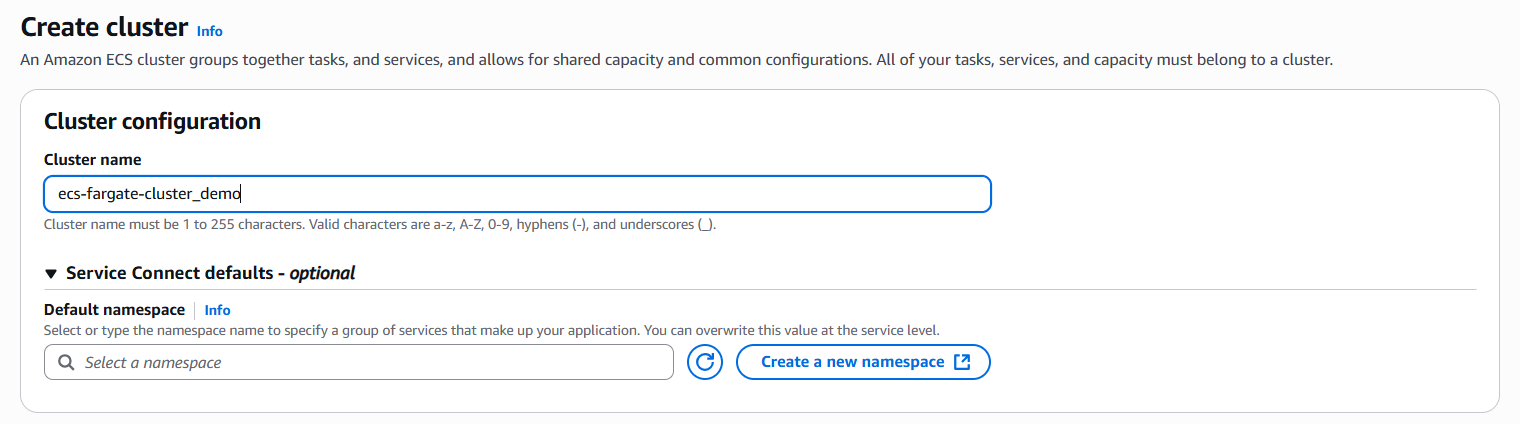 Create cluster Info
An Amazon ECS cluster groups together tasks, and services, and allows for shared capacity and common configurations. All of your tasks, services, and capacity must belong to a cluster.
Cluster configuration
Cluster name
ecs-fargate-cluster_demo
Cluster name must be 1 to 255 characters. Valid characters are a-z, A-Z, 0-9, hyphens (-), and underscores (_).
Service Connect defaults - optional
Default namespace Info
Select or type the namespace name to specify a group of services that make up your application. You can overwrite this value at the service level.
Select a namespace
Create a new namespace